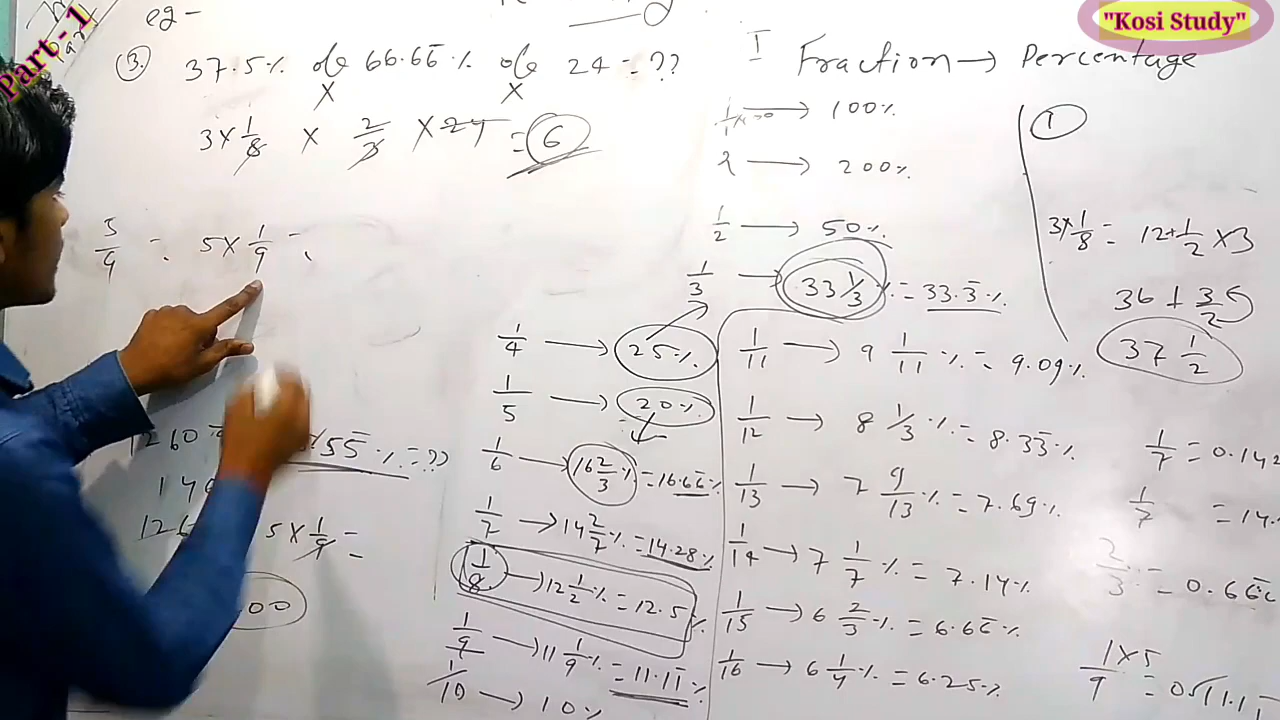 Part-1
"Kosi Study"
eg-
③. 37.5% of 66.66% of 24 = ??
3×1/8 × 2/3 ×24 = 6
5/9 = 5×1/9 =
55% = ??
5×1/9 =
I Fraction → Percentage
100%
2 → 200%
1/2 → 50%
1/3 → 33 1/3% = 33.3̄%
1/4 → 25%
1/5 → 20%
1/6 → 16 2/3% = 16.66̄%
1/7 → 14 2/7% = 14.28%
1/8 → 12 1/2% = 12.5%
1/9 → 11 1/9% = 11.11̄%
1/10 → 10%
1/11 → 9 1/11% = 9.09%
1/12 → 8 1/3% = 8.33̄%
1/13 → 7 9/13% = 7.69%
1/14 → 7 1/7% = 7.14%
1/15 → 6 2/3% = 6.66̄%
1/16 → 6 1/4% = 6.25%
①
3×1/8 = 12+1/2 ×3
36 + 3/2
37 1/2
1/7 = 0.142
1/7 = 14.
2/3 = 0.666
1×5/9 =